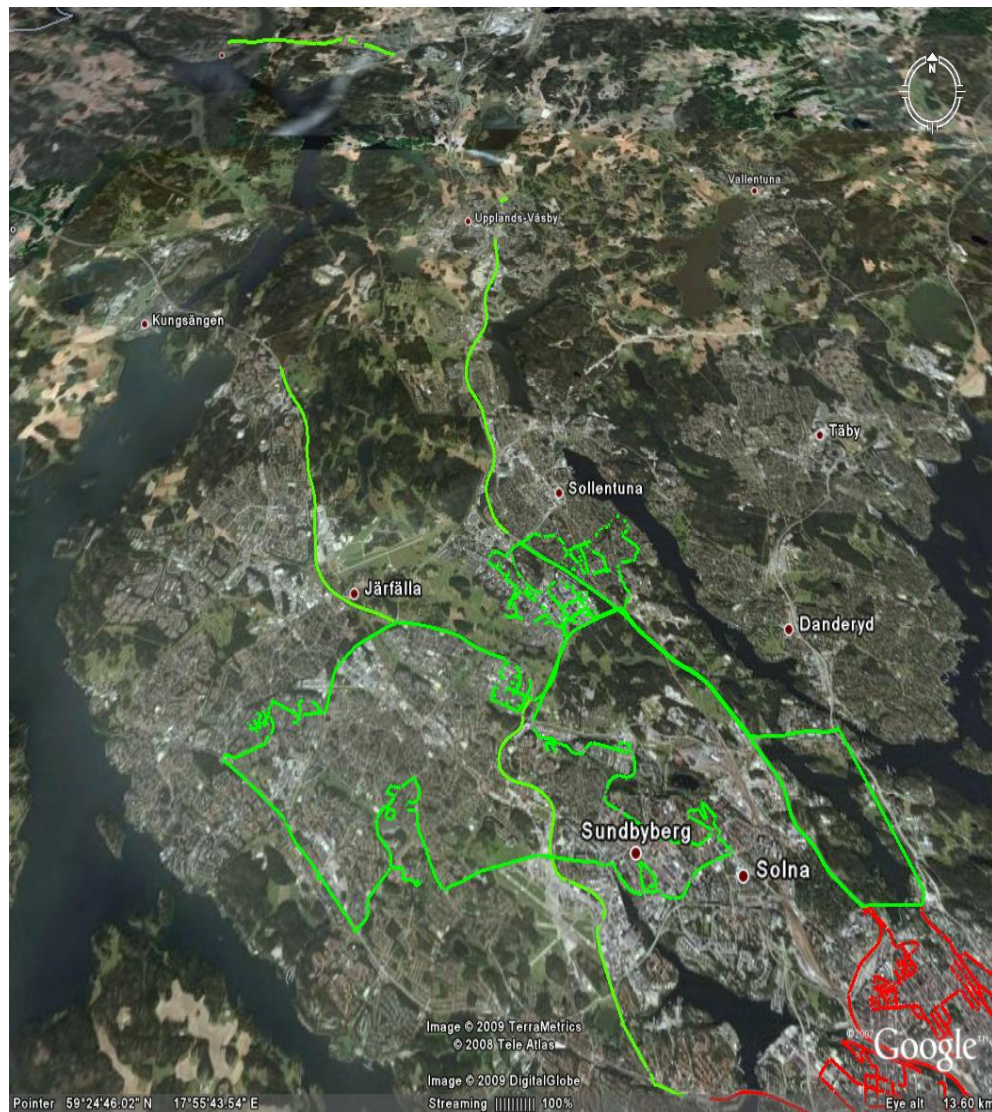 N
Vallentuna
Upplands-Väsby
Kungsängen
Täby
Sollentuna
Järfälla
Danderyd
Sundbyberg
Solna
Image © 2009 TerraMetrics
© 2008 Tele Atlas
Google
Image © 2009 DigitalGlobe
Pointer 59°24'46.02" N 17°55'43.54" E Streaming |||||||||| 100% Eye alt 13.60 km